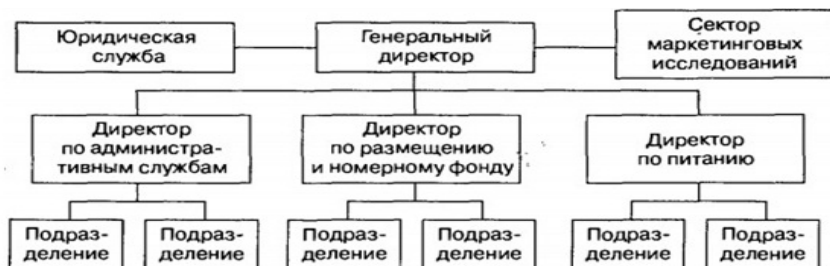 Юридическая
служба
Генеральный
директор
Сектор
маркетинговых
исследований
Директор
по администра-
тивным службам
Директор
по размещению
и номерному фонду
Директор
по питанию
Подраз-
деление
Подраз-
деление
Подраз-
деление
Подраз-
деление
Подраз-
деление
Подраз-
деление